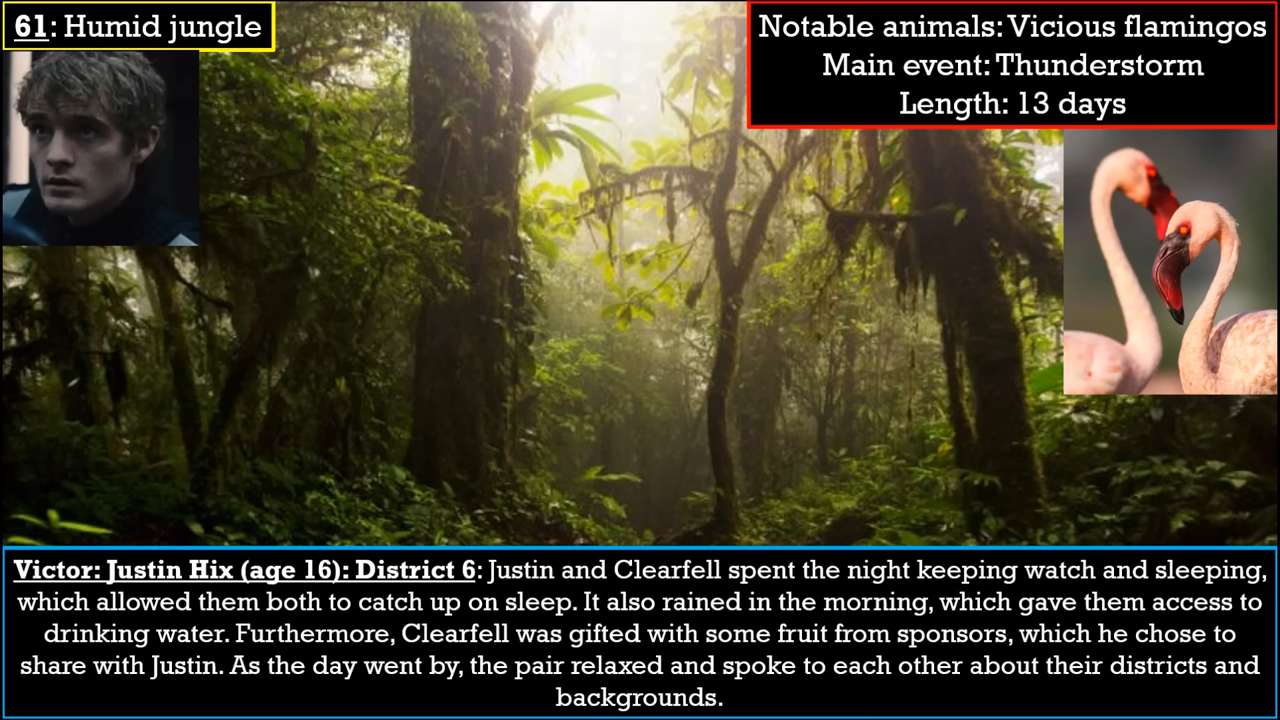 61: Humid jungle
Notable animals: Vicious flamingos
Main event: Thunderstorm
Length: 13 days
Victor: Justin Hix (age 16): District 6: Justin and Clearfell spent the night keeping watch and sleeping,
which allowed them both to catch up on sleep. It also rained in the morning, which gave them access to
drinking water. Furthermore, Clearfell was gifted with some fruit from sponsors, which he chose to
share with Justin. As the day went by, the pair relaxed and spoke to each other about their districts and
backgrounds.